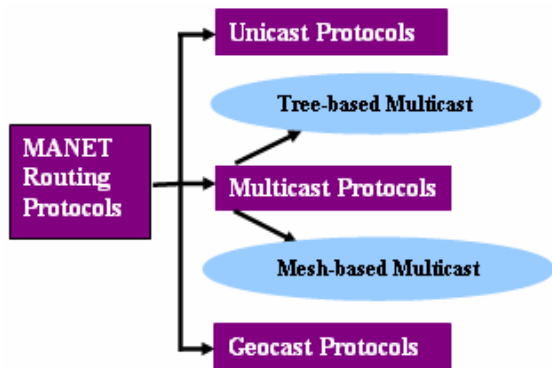 Unicast Protocols
Tree-based Multicast
MANET
Routing
Protocols
Multicast Protocols
Mesh-based Multicast
Geocast Protocols